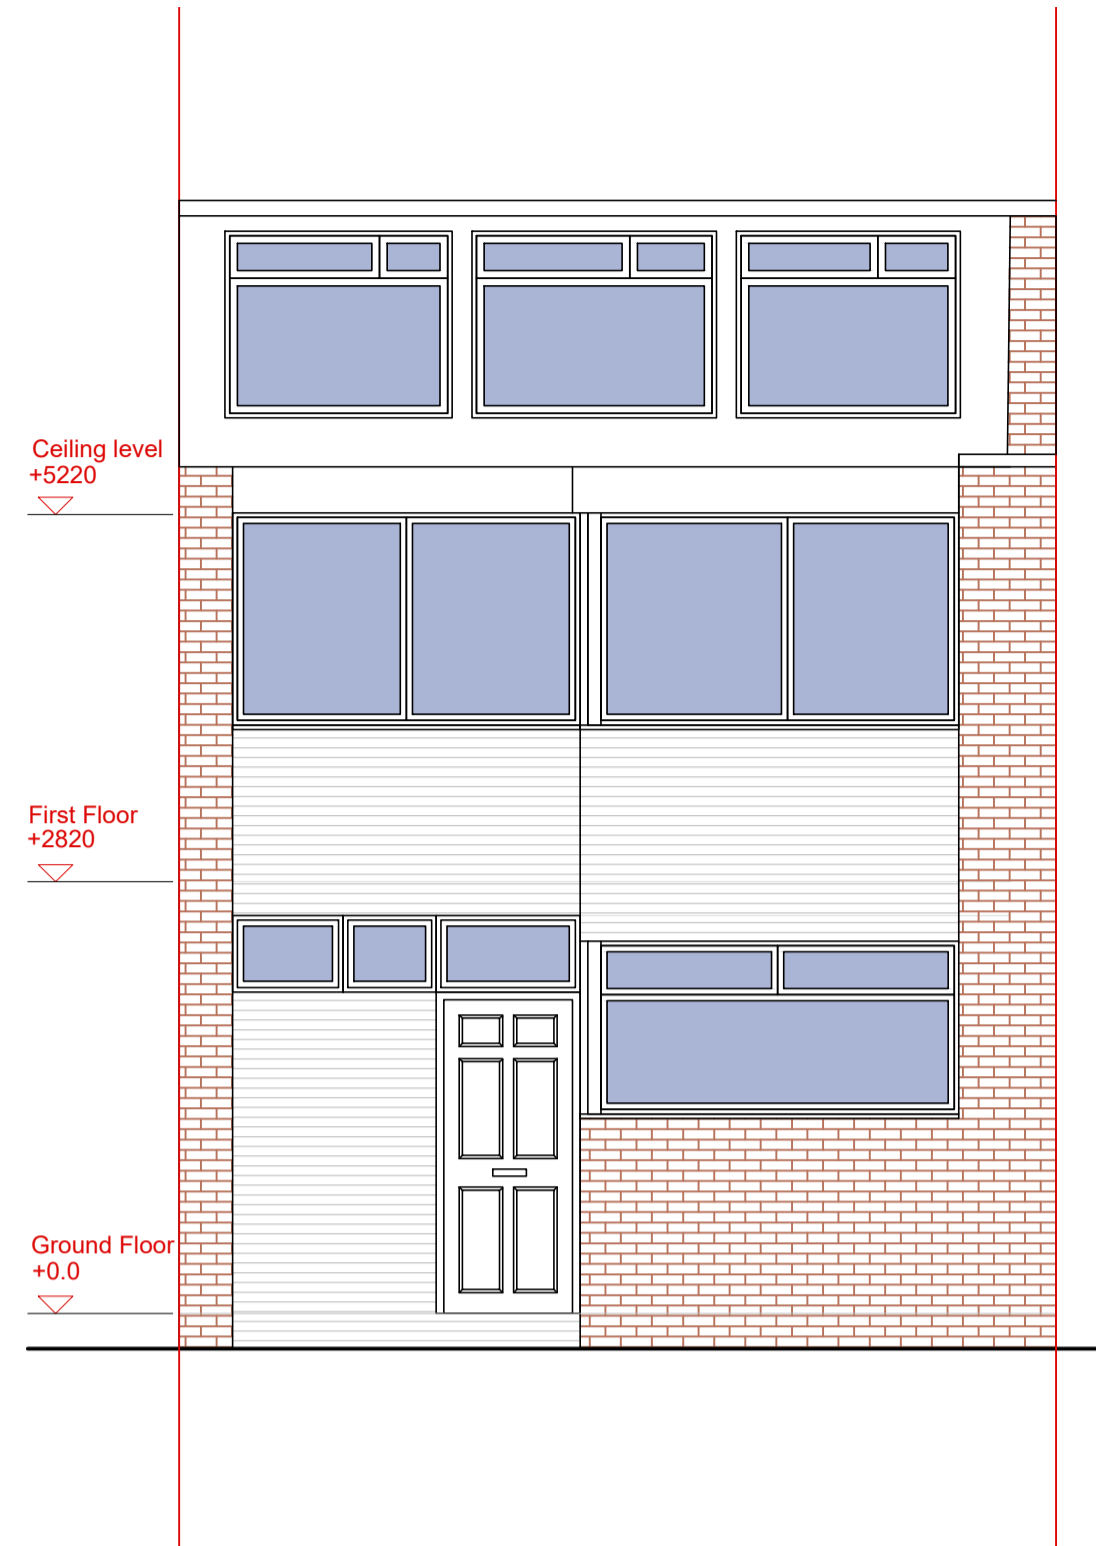 Ceiling level
+5220
First Floor
+2820
Ground Floor
+0.0